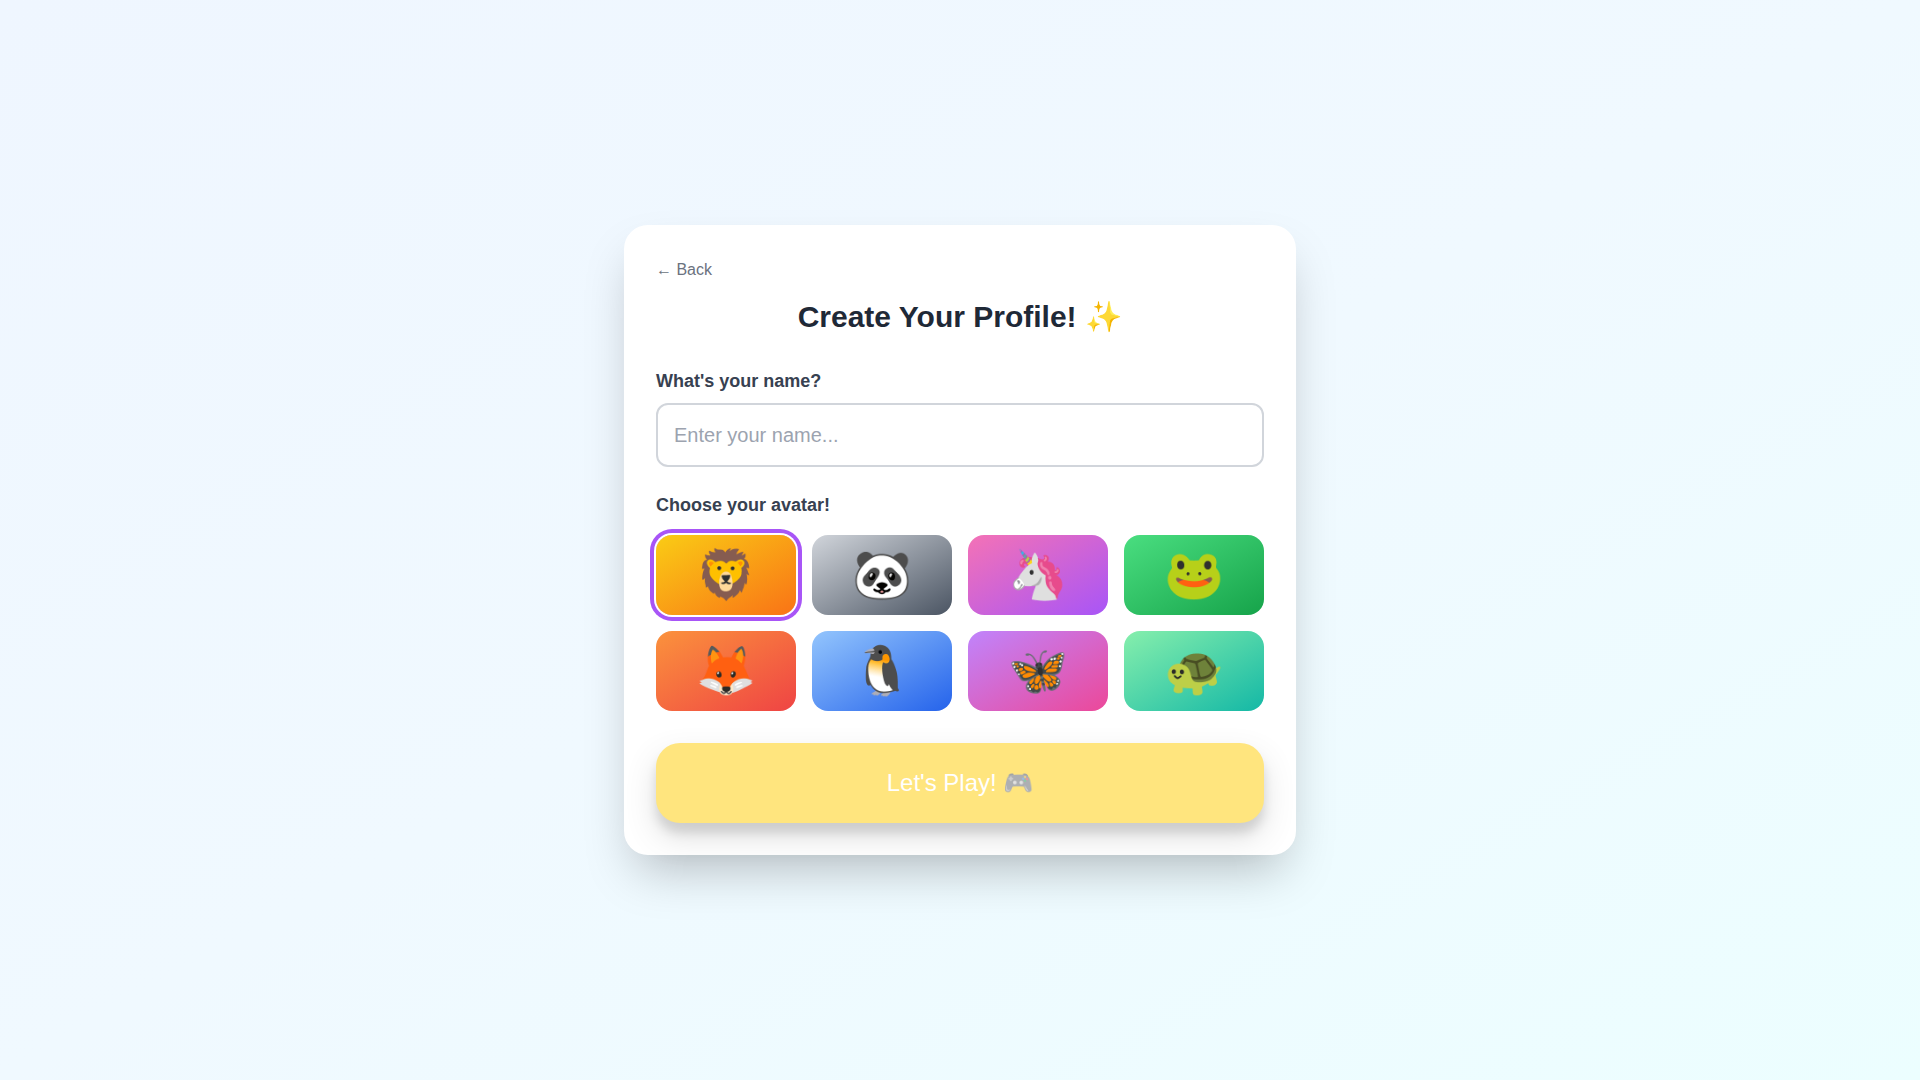 ← Back
Create Your Profile! ✨
What's your name?
Enter your name...
Choose your avatar!
Let's Play! 🎮